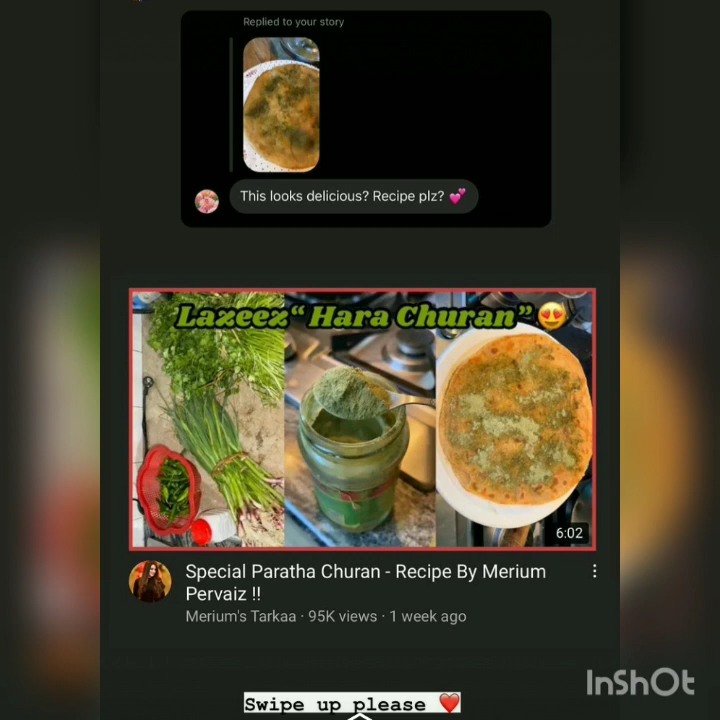 Replied to your story
This looks delicious? Recipe plz? 💕
Lazeez“Hara Churan”😍
6:02
Special Paratha Churan - Recipe By Merium
Pervaiz !!
Merium's Tarkaa · 95K views · 1 week ago
InShOt
Swipe up please ❤️